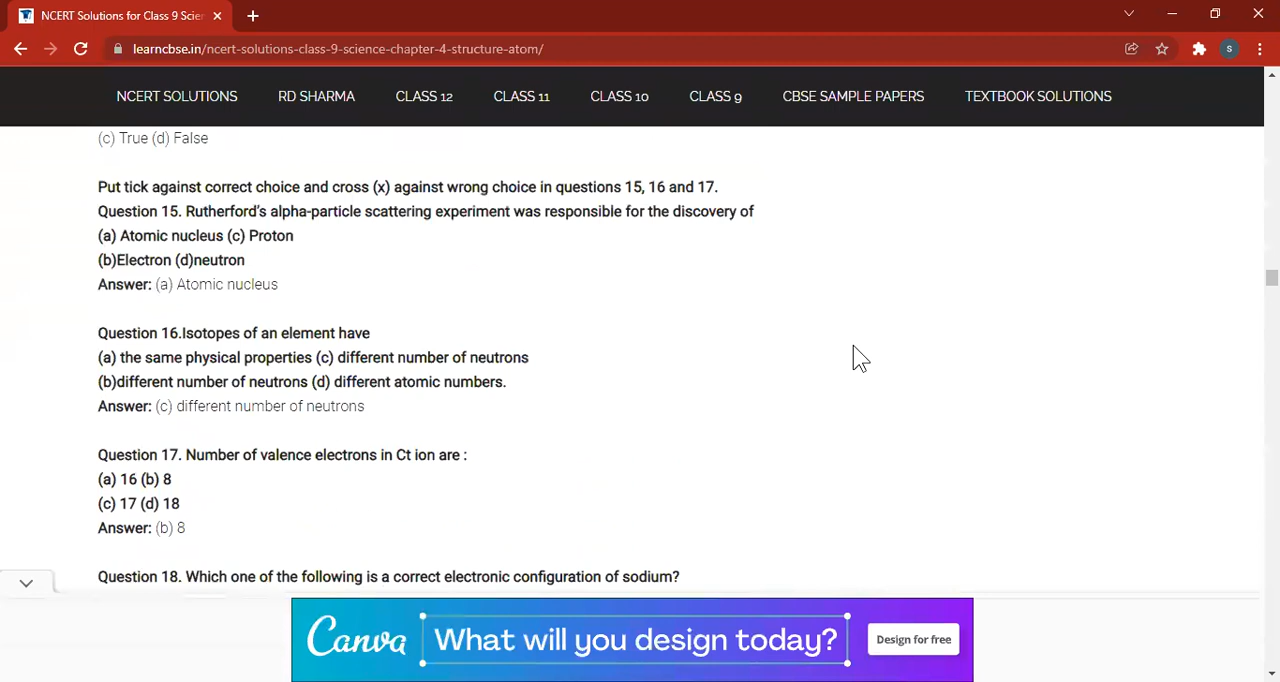 NCERT Solutions for Class 9 Scier
learncbse.in/ncert-solutions-class-9-science-chapter-4-structure-atom/
S
NCERT SOLUTIONS RD SHARMA CLASS 12 CLASS 11 CLASS 10 CLASS 9 CBSE SAMPLE PAPERS TEXTBOOK SOLUTIONS
(c) True (d) False
Put tick against correct choice and cross (x) against wrong choice in questions 15, 16 and 17.
Question 15. Rutherford's alpha-particle scattering experiment was responsible for the discovery of
(a) Atomic nucleus (c) Proton
(b)Electron (d)neutron
Answer: (a) Atomic nucleus
Question 16.Isotopes of an element have
(a) the same physical properties (c) different number of neutrons
(b)different number of neutrons (d) different atomic numbers.
Answer: (c) different number of neutrons
Question 17. Number of valence electrons in Ct ion are :
(a) 16 (b) 8
(c) 17 (d) 18
Answer: (b) 8
Question 18. Which one of the following is a correct electronic configuration of sodium?
Canva What will you design today? Design for free